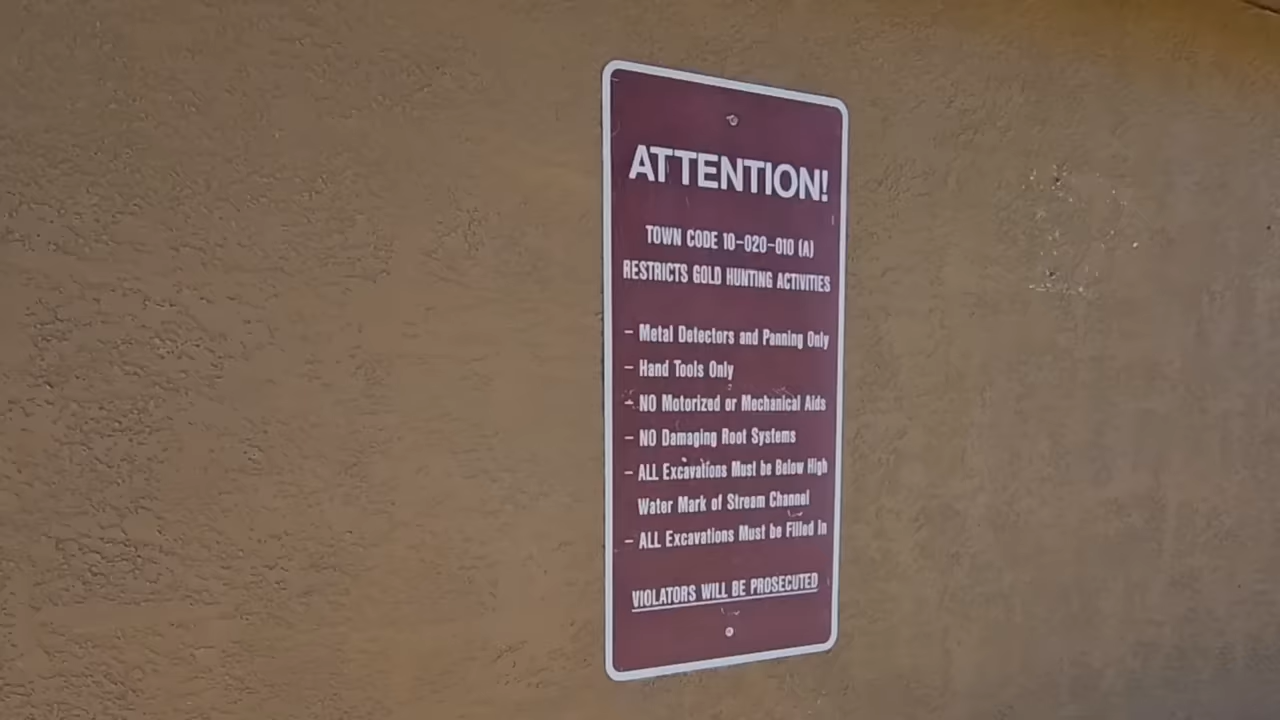 ATTENTION!
TOWN CODE 10-020-010 (A)
RESTRICTS GOLD HUNTING ACTIVITIES
- Metal Detectors and Panning Only
- Hand Tools Only
- NO Motorized or Mechanical Aids
- NO Damaging Root Systems
- ALL Excavations Must be Below High
Water Mark of Stream Channel
- ALL Excavations Must be Filled In
VIOLATORS WILL BE PROSECUTED